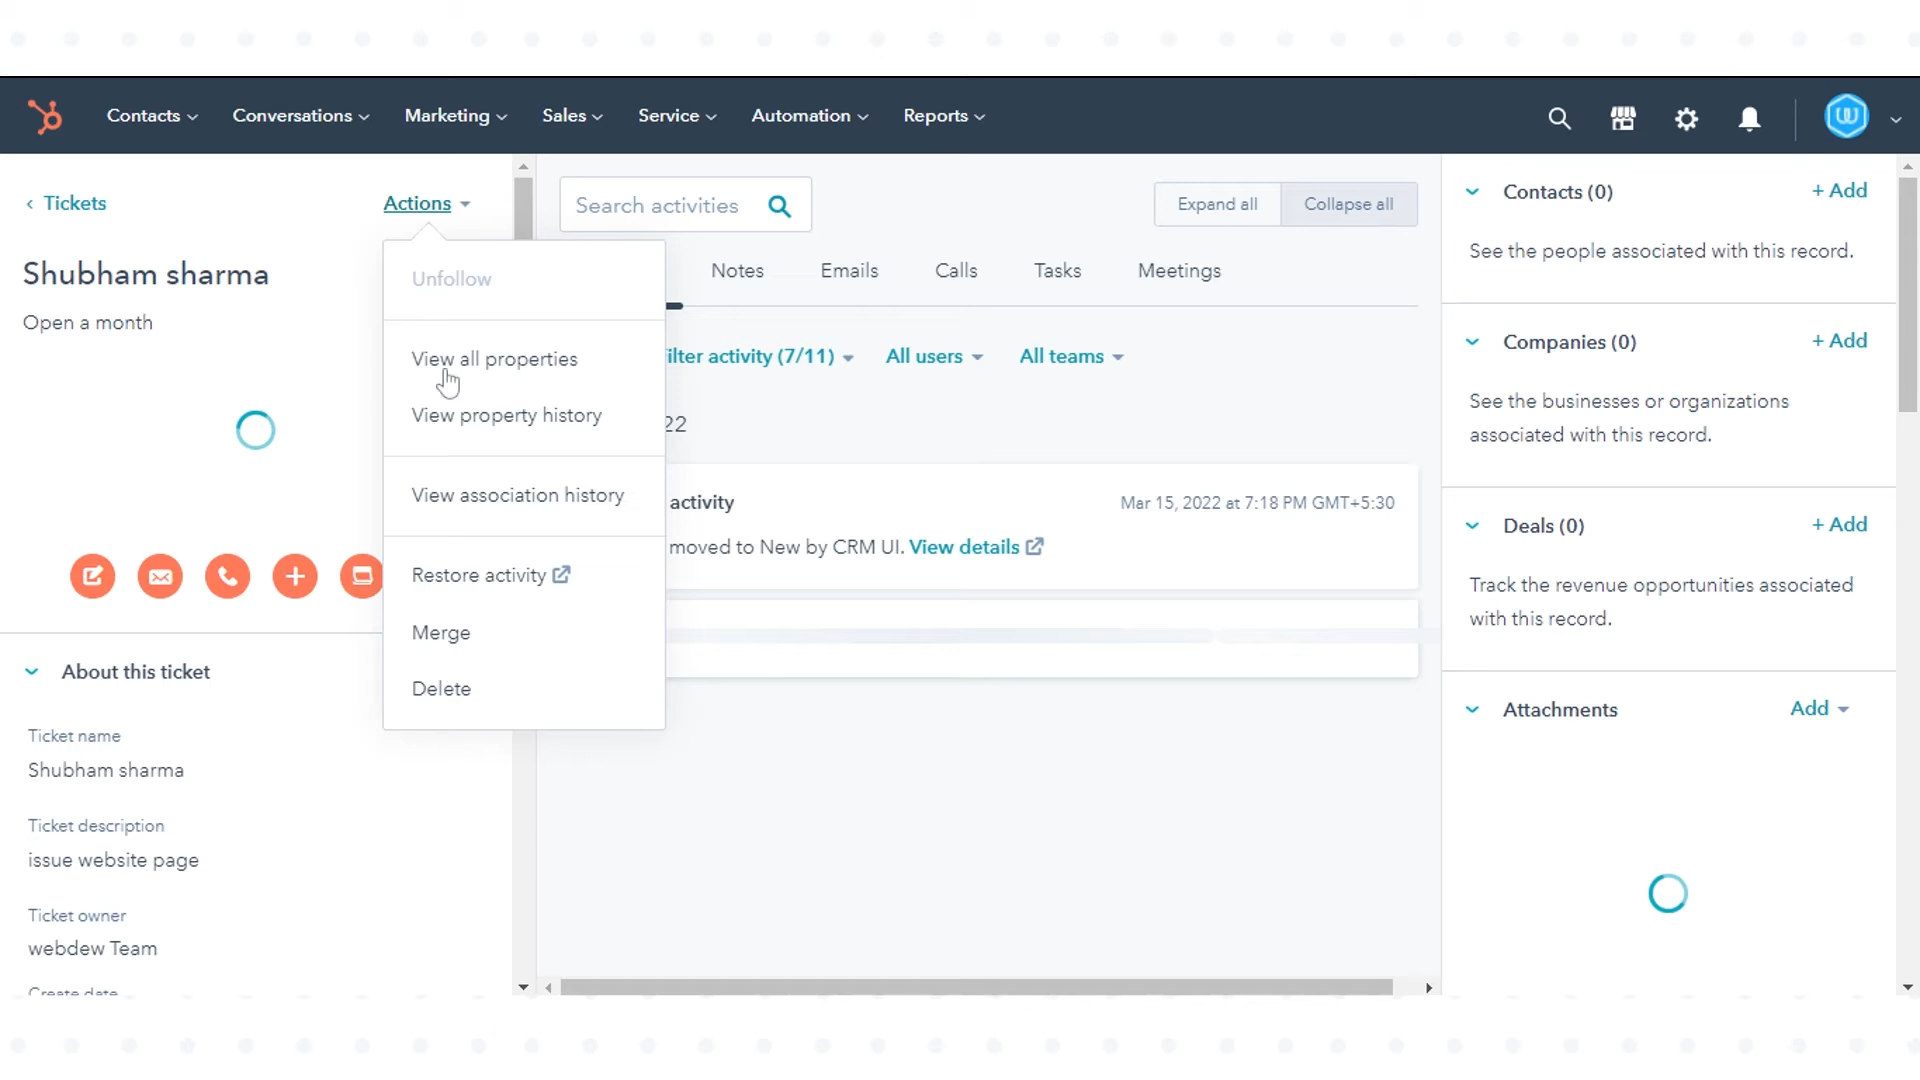 Contacts
Conversations
Marketing
Sales
Service
Automation
Reports
Tickets
Actions
Shubham sharma
Open a month
Unfollow
View all properties
View property history
View association history
Restore activity
Merge
Delete
About this ticket
Ticket name
Shubham sharma
Ticket description
issue website page
Ticket owner
webdew Team
Create date
Search activities
Expand all
Collapse all
Notes
Emails
Calls
Tasks
Meetings
ilter activity (7/11)
All users
All teams
22
activity
Mar 15, 2022 at 7:18 PM GMT+5:30
moved to New by CRM UI. View details
Contacts (0)
+ Add
See the people associated with this record.
Companies (0)
+ Add
See the businesses or organizations
associated with this record.
Deals (0)
+ Add
Track the revenue opportunities associated
with this record.
Attachments
Add